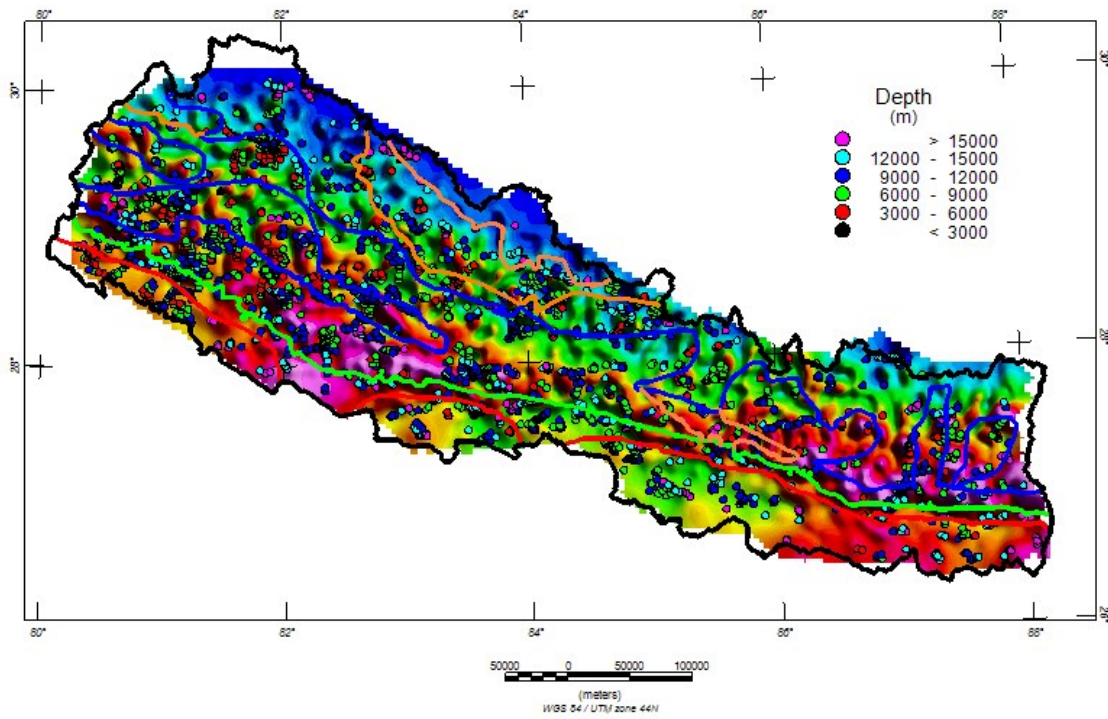 80° 82° 84° 86° 88°
30° 30°
Depth
(m)
> 15000
12000 - 15000
9000 - 12000
6000 - 9000
3000 - 6000
< 3000
28° 28°
26°
80° 82° 84° 86° 88°
50000 0 50000 100000
(meters)
WGS 84 / UTM zone 44N